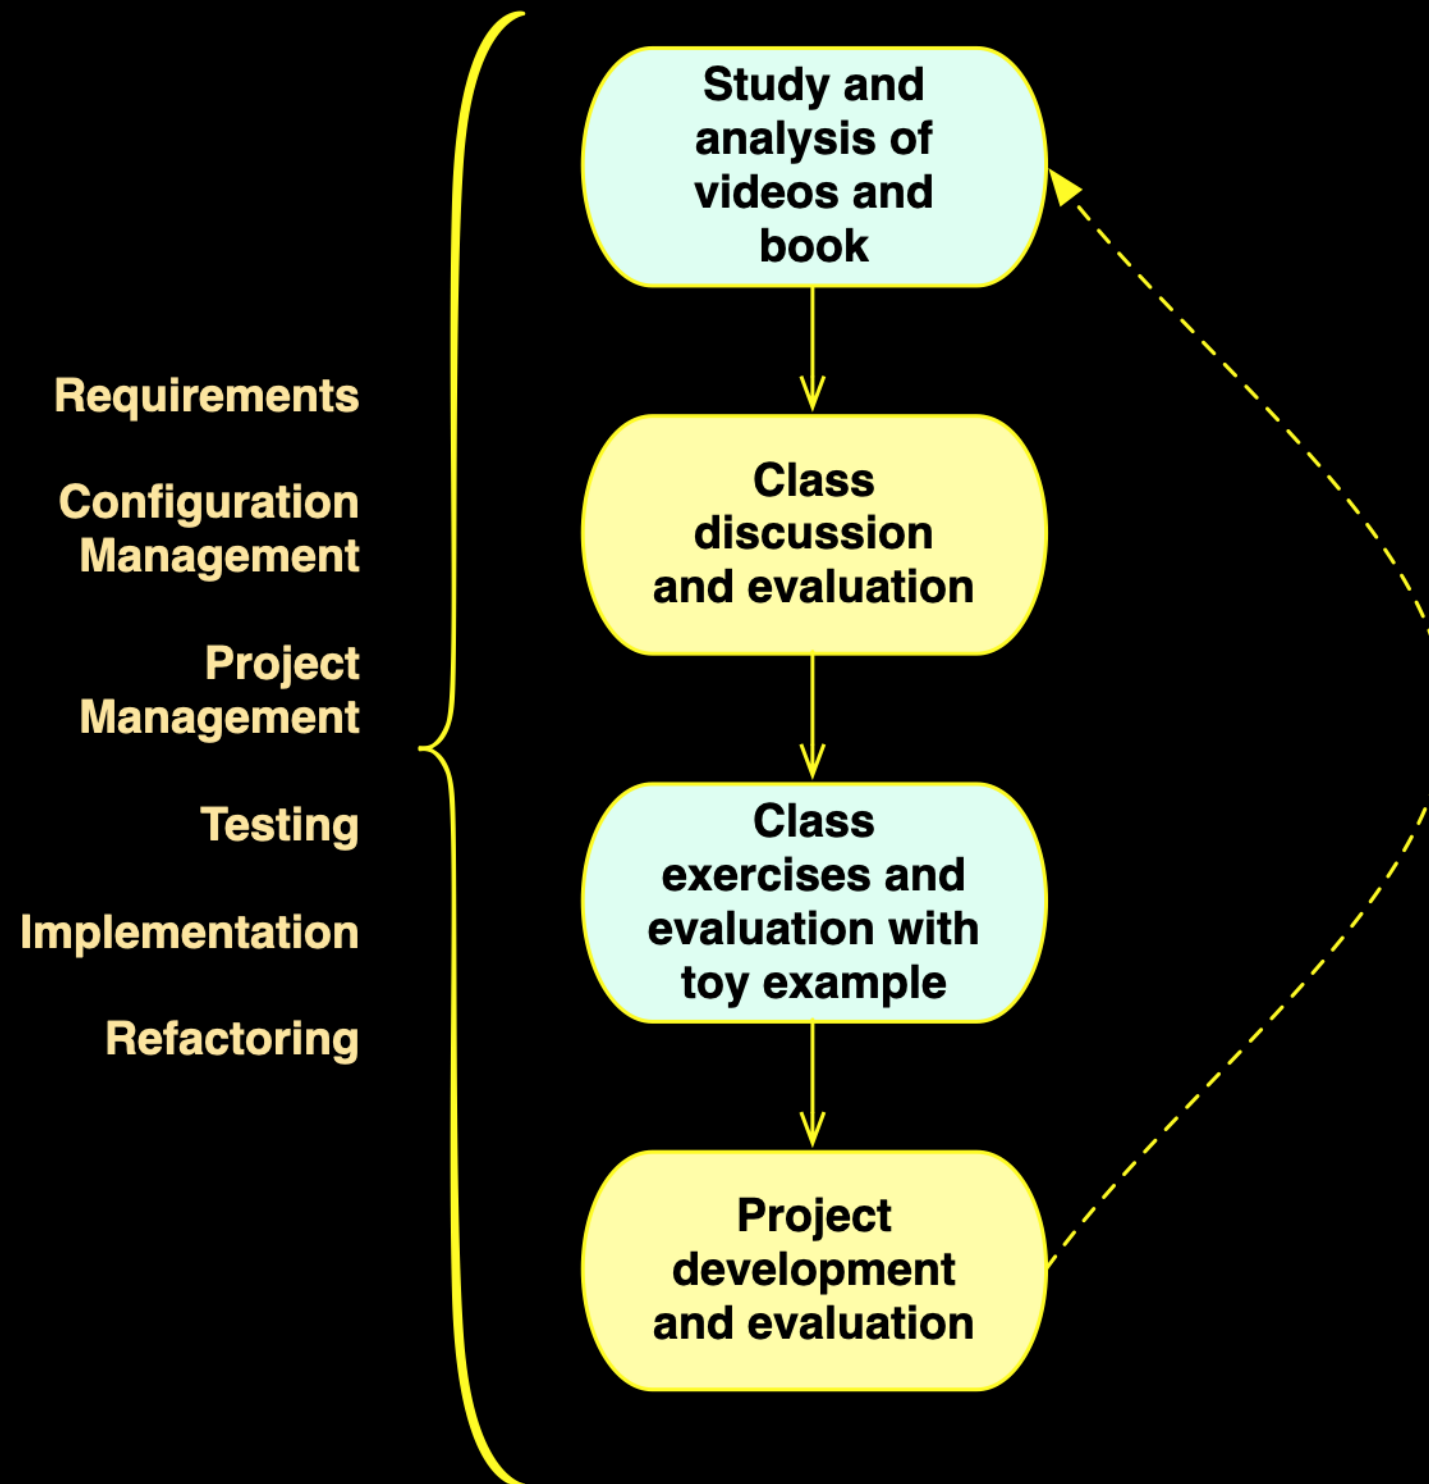 Requirements
Configuration
Management
Project
Management
Testing
Implementation
Refactoring
Study and
analysis of
videos and
book
Class
discussion
and evaluation
Class
exercises and
evaluation with
toy example
Project
development
and evaluation